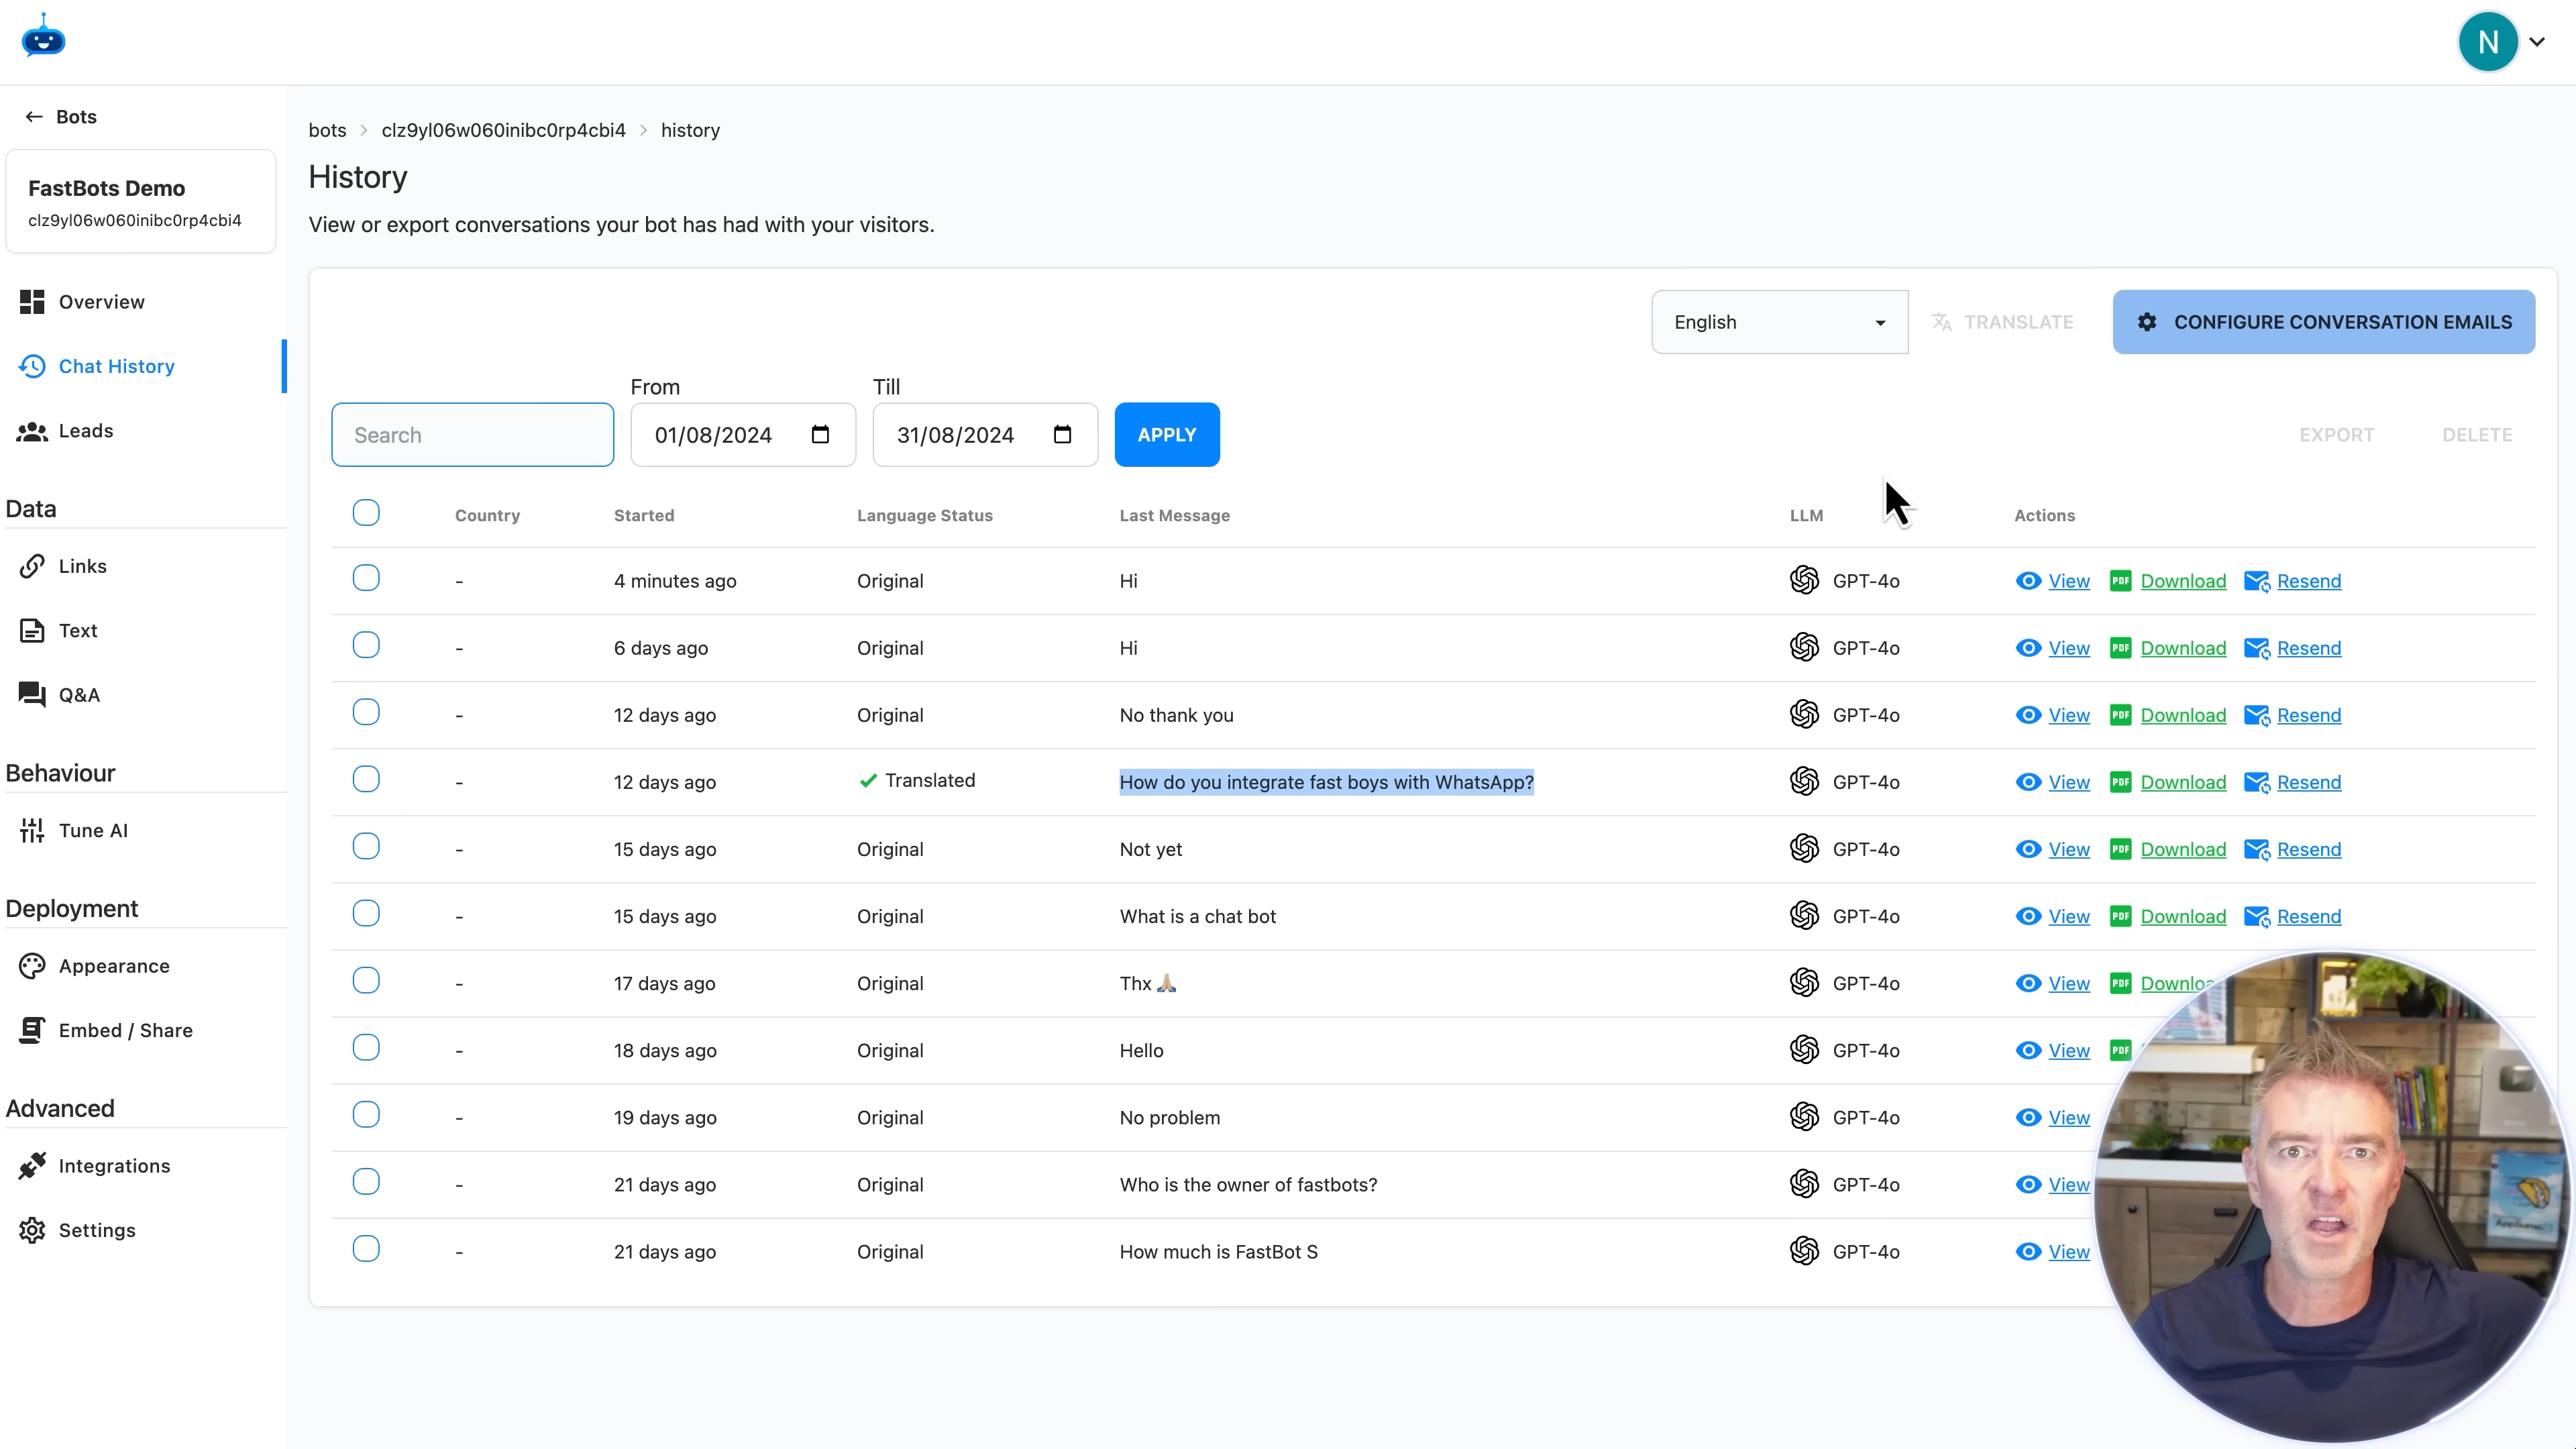 N
Bots
bots > clz9yl06w060inibc0rp4cbi4 > history
FastBots Demo
clz9yl06w060inibc0rp4cbi4
History
View or export conversations your bot has had with your visitors.
Overview
Chat History
Leads
Data
Links
Text
Q&A
Behaviour
Tune AI
Deployment
Appearance
Embed / Share
Advanced
Integrations
Settings
English TRANSLATE CONFIGURE CONVERSATION EMAILS
From Till
Search 01/08/2024 31/08/2024 APPLY EXPORT DELETE
Country Started Language Status Last Message LLM Actions
- 4 minutes ago Original Hi GPT-4o View PDF Download Resend
- 6 days ago Original Hi GPT-4o View PDF Download Resend
- 12 days ago Original No thank you GPT-4o View PDF Download Resend
- 12 days ago Translated How do you integrate fast boys with WhatsApp? GPT-4o View PDF Download Resend
- 15 days ago Original Not yet GPT-4o View PDF Download Resend
- 15 days ago Original What is a chat bot GPT-4o View PDF Download Resend
- 17 days ago Original Thx 🙏🏼 GPT-4o View PDF Downloa
- 18 days ago Original Hello GPT-4o View PDF
- 19 days ago Original No problem GPT-4o View
- 21 days ago Original Who is the owner of fastbots? GPT-4o View
- 21 days ago Original How much is FastBot S GPT-4o View